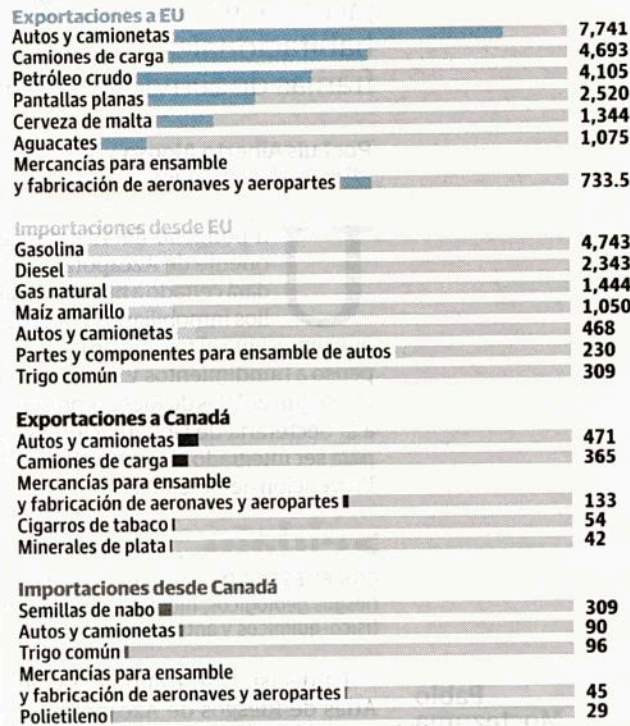 Exportaciones a EU
Autos y camionetas 7,741
Camiones de carga 4,693
Petróleo crudo 4,105
Pantallas planas 2,520
Cerveza de malta 1,344
Aguacates 1,075
Mercancías para ensamble
y fabricación de aeronaves y aeropartes 733.5
Importaciones desde EU
Gasolina 4,743
Diesel 2,343
Gas natural 1,444
Maíz amarillo 1,050
Autos y camionetas 468
Partes y componentes para ensamble de autos 230
Trigo común 309
Exportaciones a Canadá
Autos y camionetas 471
Camiones de carga 365
Mercancías para ensamble
y fabricación de aeronaves y aeropartes 133
Cigarros de tabaco 54
Minerales de plata 42
Importaciones desde Canadá
Semillas de nabo 309
Autos y camionetas 90
Trigo común 96
Mercancías para ensamble
y fabricación de aeronaves y aeropartes 45
Polietileno 29